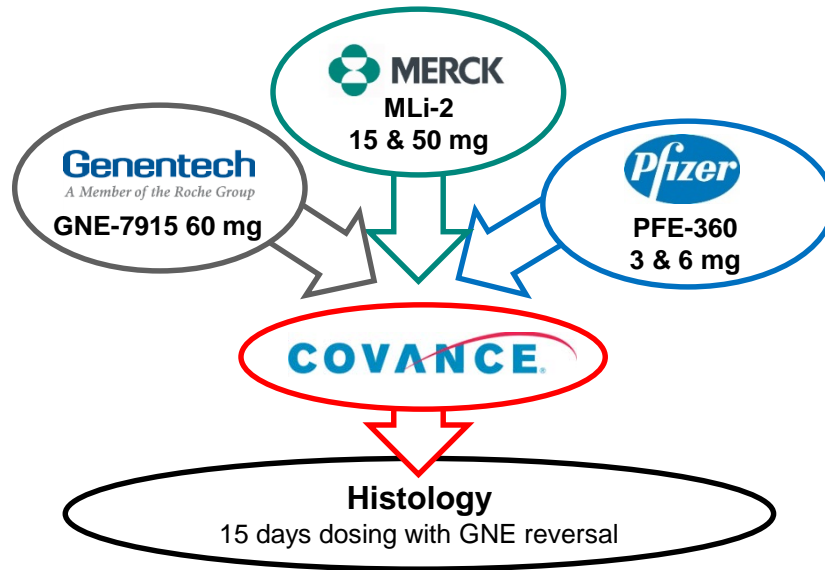 MERCK
MLi-2
15 & 50 mg
Genentech
A Member of the Roche Group
GNE-7915 60 mg
Pfizer
PFE-360
3 & 6 mg
COVANCE®
Histology
15 days dosing with GNE reversal